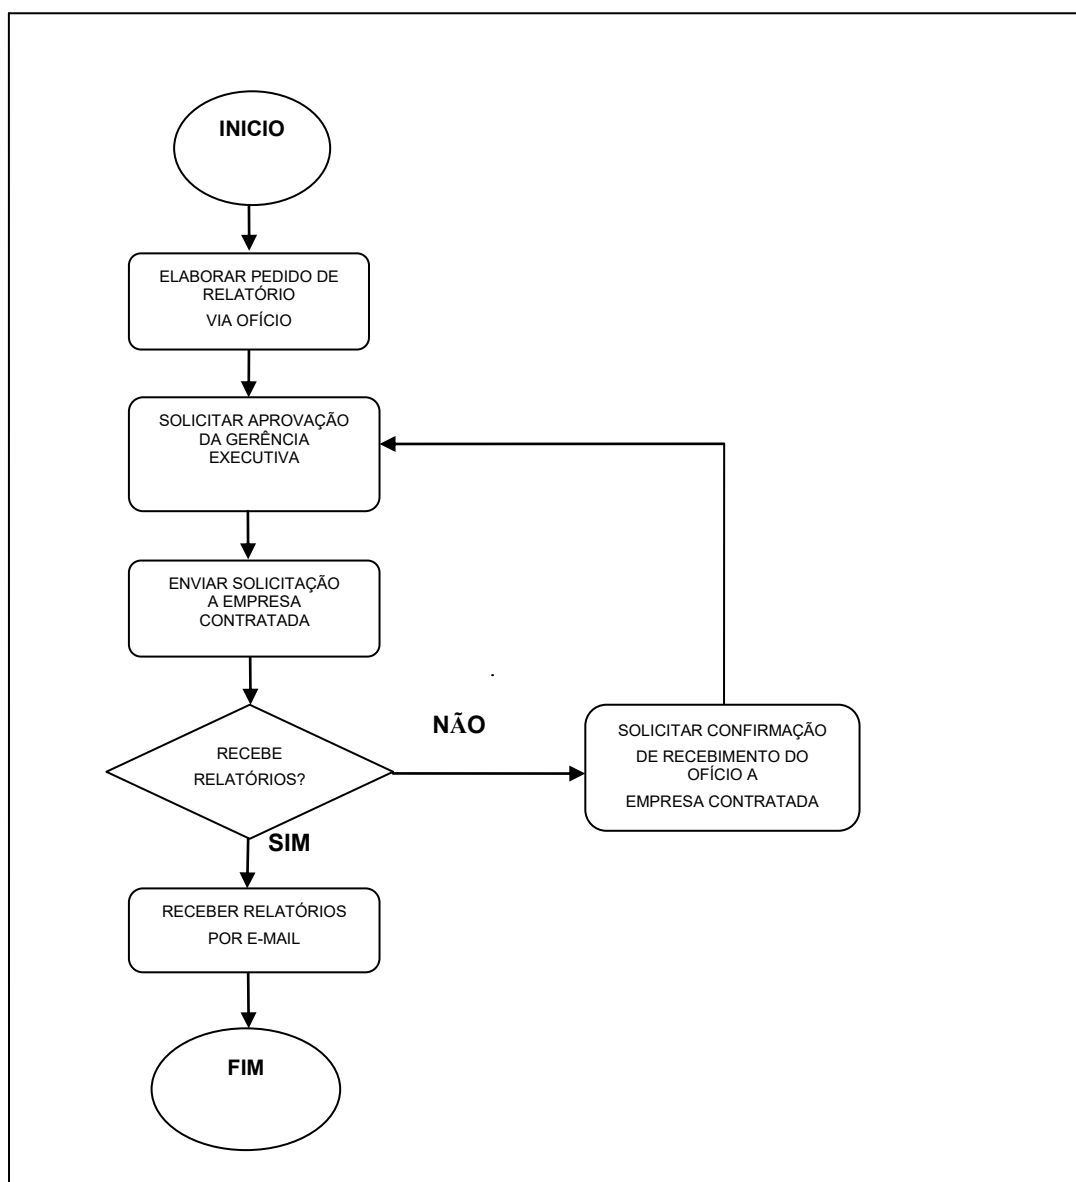 INICIO
ELABORAR PEDIDO DE
RELATÓRIO
VIA OFÍCIO
SOLICITAR APROVAÇÃO
DA GERÊNCIA
EXECUTIVA
ENVIAR SOLICITAÇÃO
A EMPRESA
CONTRATADA
RECEBE
RELATÓRIOS?
NÃO
SOLICITAR CONFIRMAÇÃO
DE RECEBIMENTO DO
OFÍCIO A
EMPRESA CONTRATADA
SIM
RECEBER RELATÓRIOS
POR E-MAIL
FIM